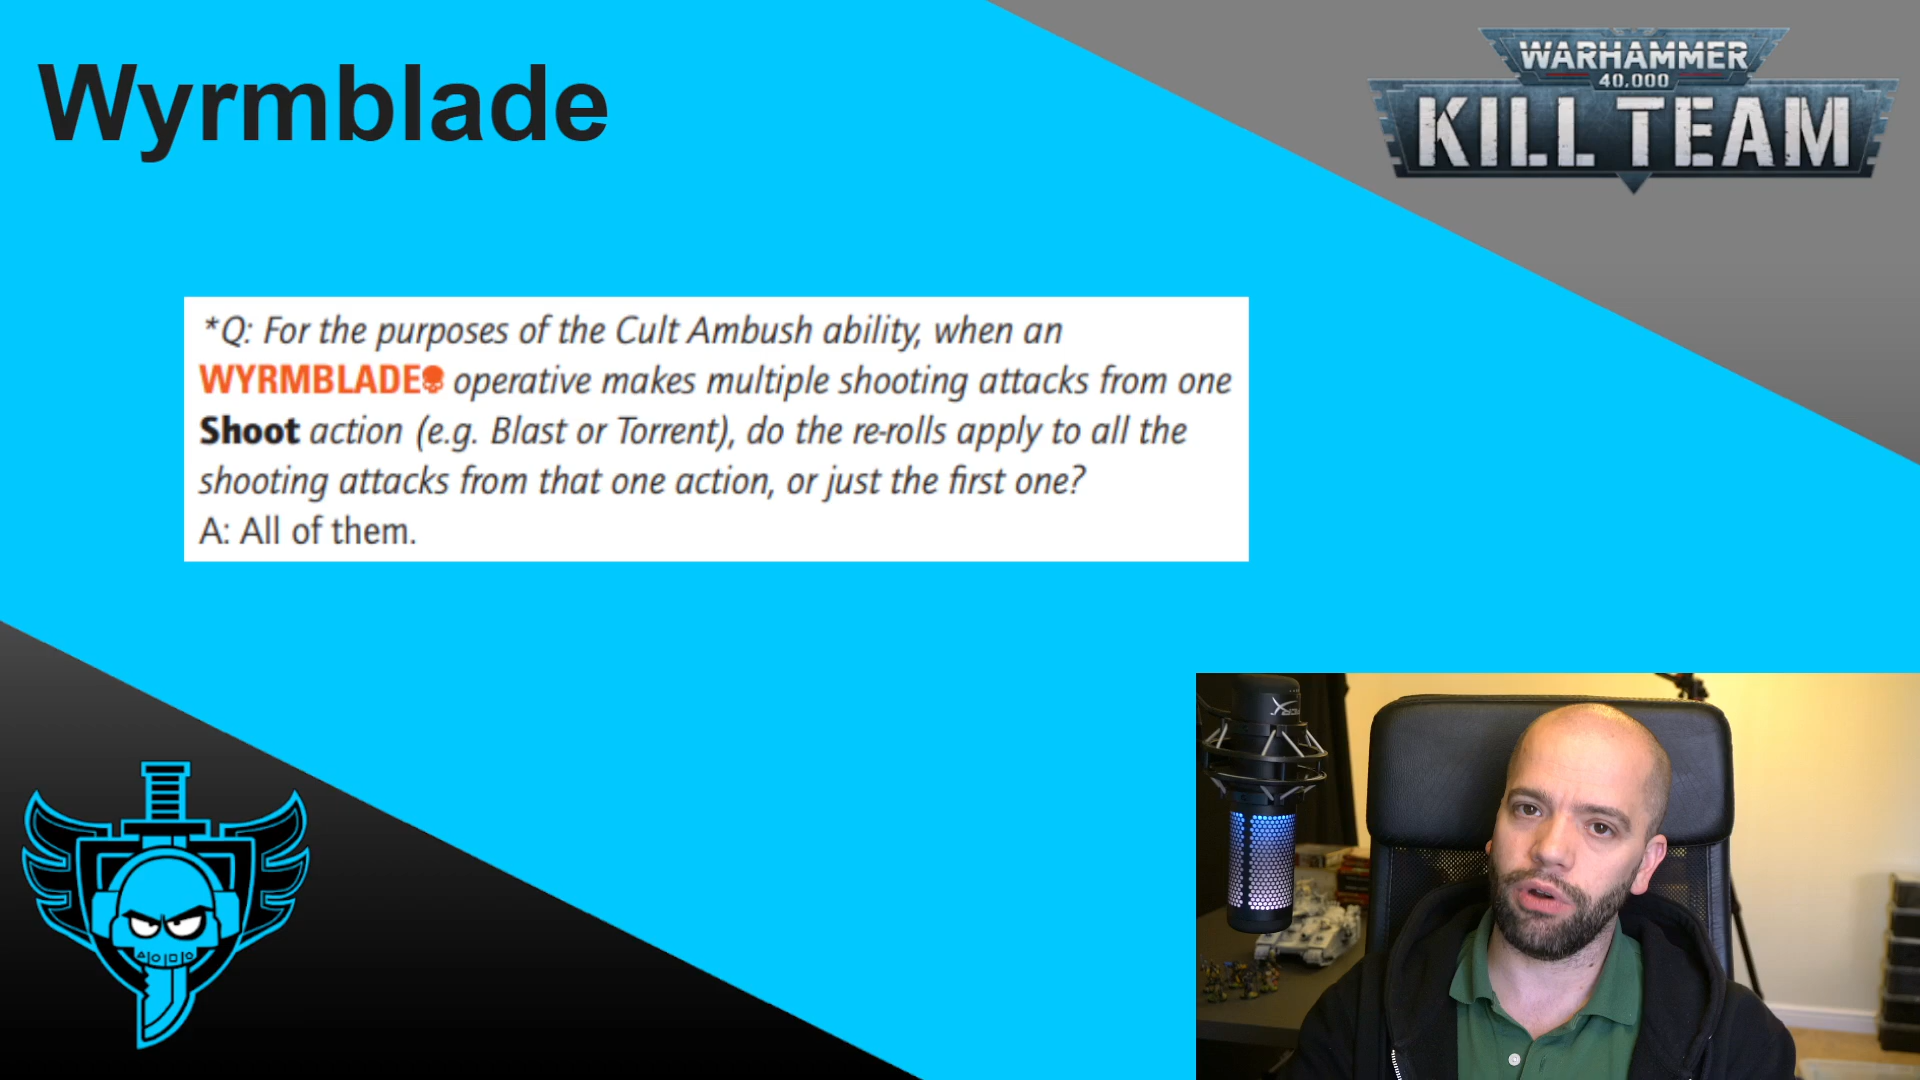 Wyrmblade
WARHAMMER
40,000
KILL TEAM
*Q: For the purposes of the Cult Ambush ability, when an
WYRMBLADE operative makes multiple shooting attacks from one
Shoot action (e.g. Blast or Torrent), do the re-rolls apply to all the
shooting attacks from that one action, or just the first one?
A: All of them.